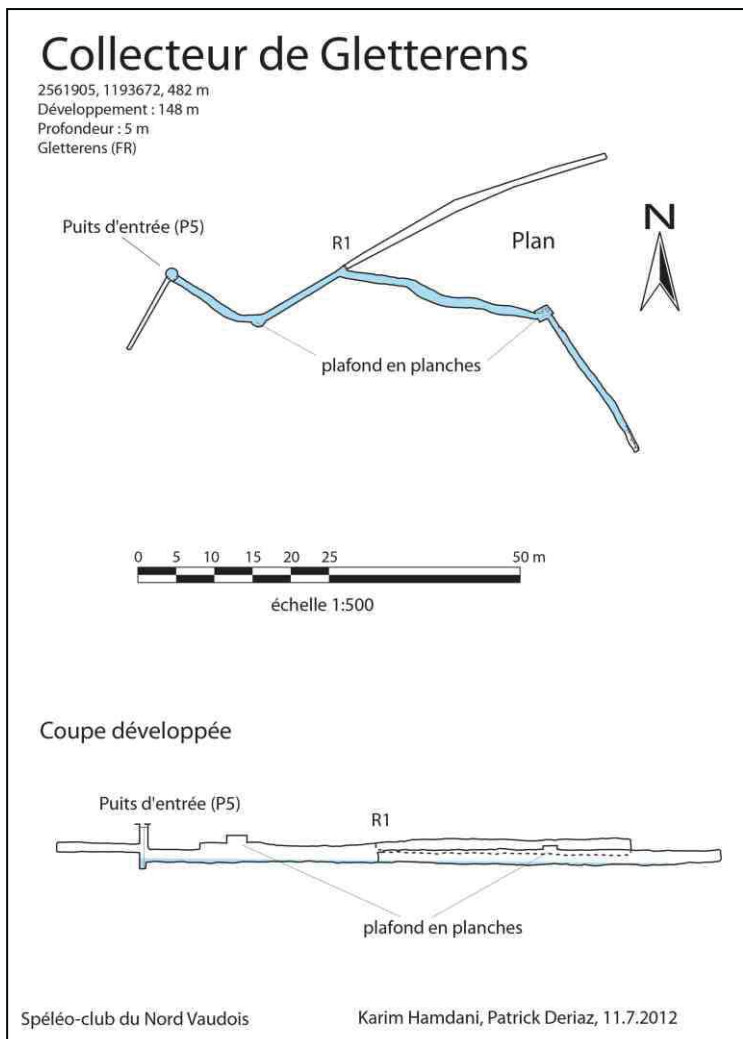 Collecteur de Gletterens
2561905, 1193672, 482 m
Développement : 148 m
Profondeur : 5 m
Gletterens (FR)
Puits d'entrée (P5)
R1
Plan
N
plafond en planches
0 5 10 15 20 25 50 m
échelle 1:500
Coupe développée
Puits d'entrée (P5)
R1
plafond en planches
Spéléo-club du Nord Vaudois
Karim Hamdani, Patrick Deriaz, 11.7.2012